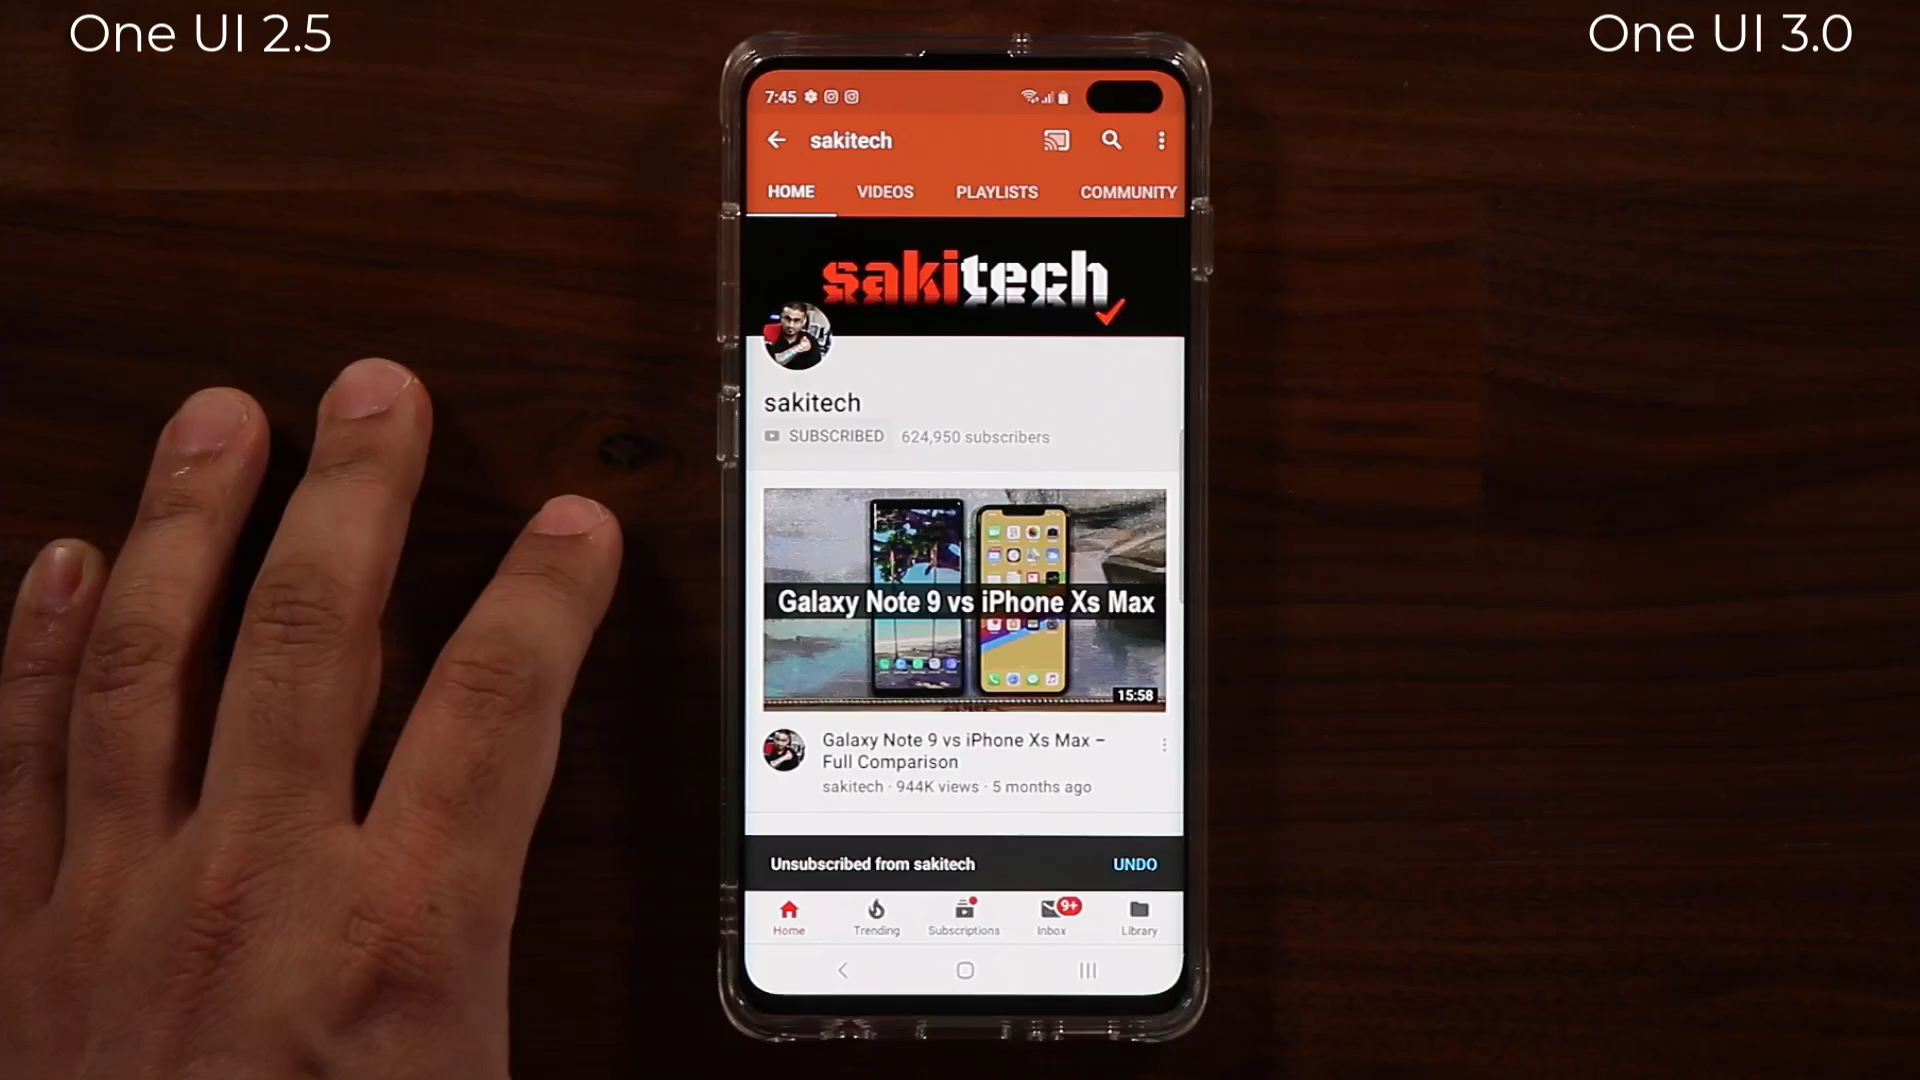 One UI 2.5
One UI 3.0
7:45
sakitech
HOME VIDEOS PLAYLISTS COMMUNITY
sakitech
sakitech
SUBSCRIBED 624,950 subscribers
Galaxy Note 9 vs iPhone Xs Max
15:58
Galaxy Note 9 vs iPhone Xs Max –
Full Comparison
sakitech · 944K views · 5 months ago
Unsubscribed from sakitech UNDO
9+
Home Trending Subscriptions Inbox Library